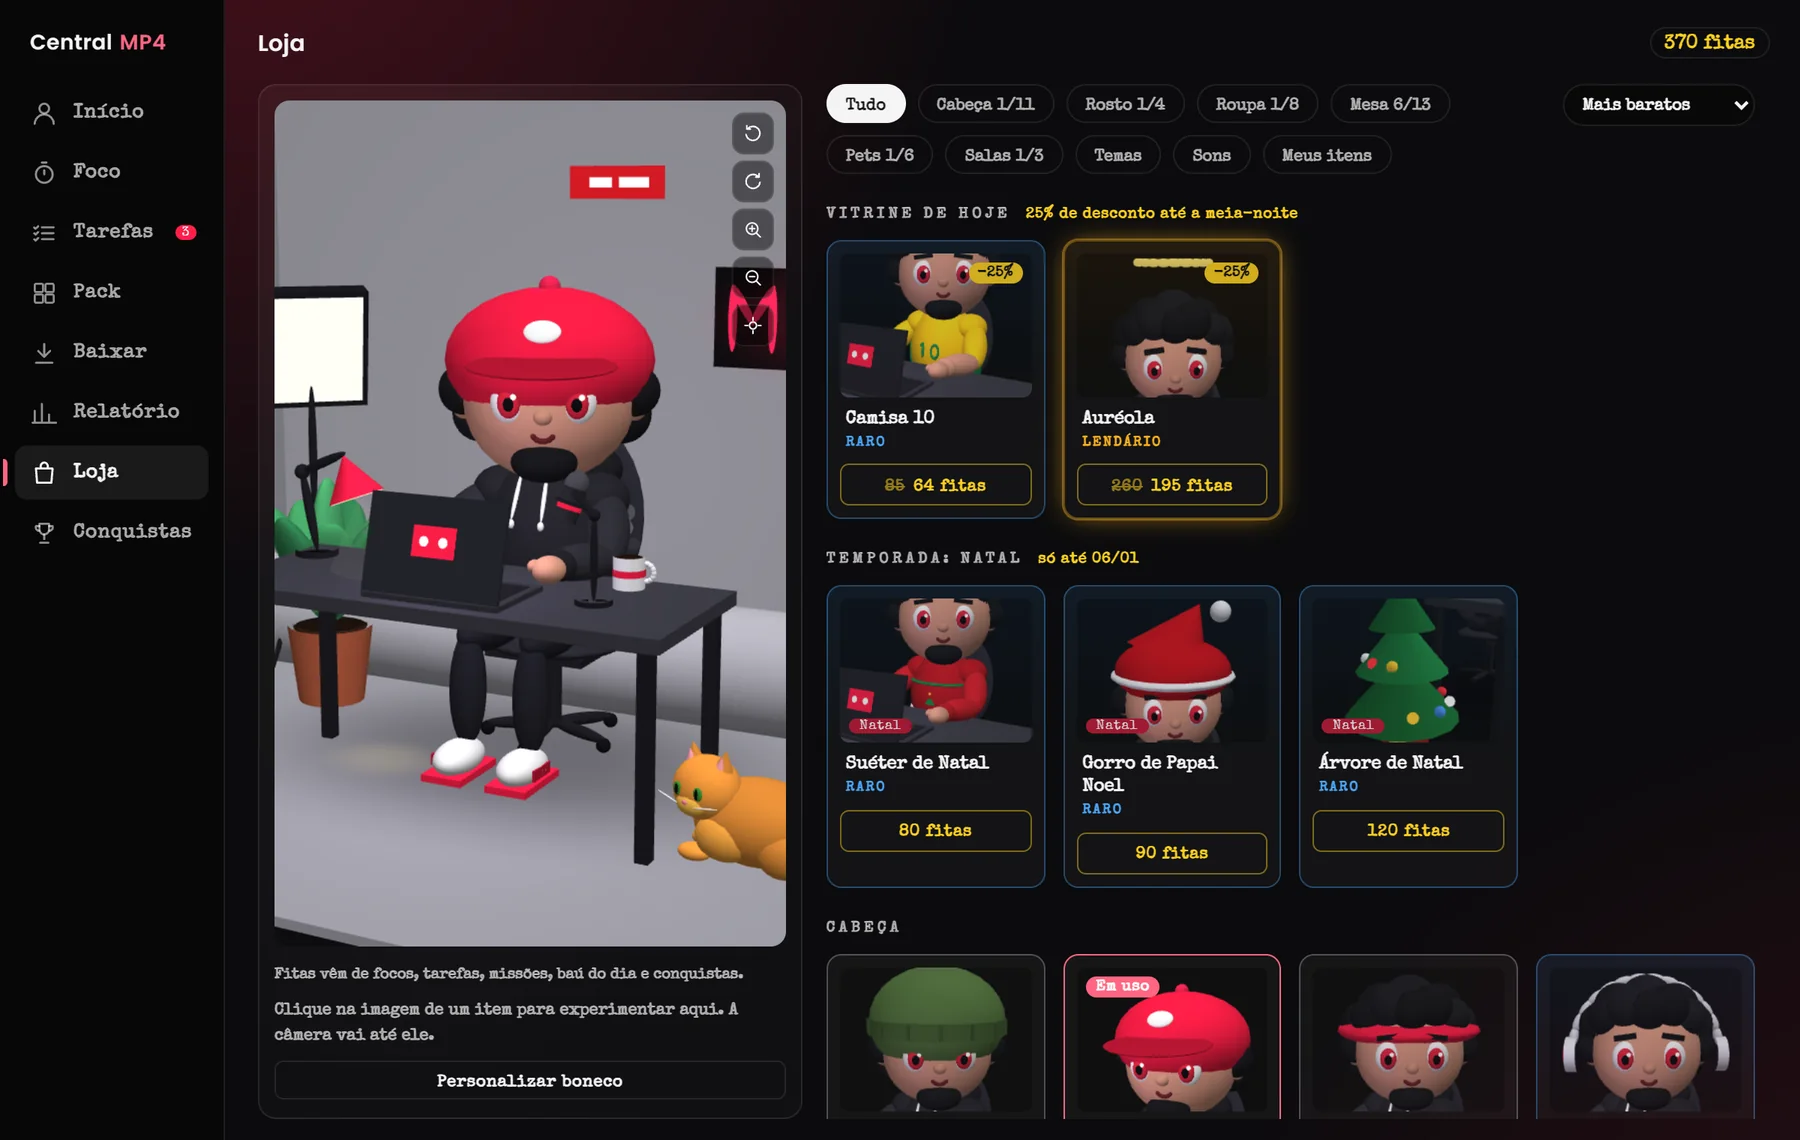 Central MP4
Início
Foco
Tarefas 3
Pack
Baixar
Relatório
Loja
Conquistas
Loja
370 fitas
Tudo
Cabeça 1/11
Rosto 1/4
Roupa 1/8
Mesa 6/13
Mais baratos
Pets 1/6
Salas 1/3
Temas
Sons
Meus itens
VITRINE DE HOJE 25% de desconto até a meia-noite
-25%
10
Camisa 10
RARO
85 64 fitas
-25%
Auréola
LENDÁRIO
260 195 fitas
TEMPORADA: NATAL só até 06/01
Natal
Suéter de Natal
RARO
80 fitas
Natal
Gorro de Papai
Noel
RARO
90 fitas
Natal
Árvore de Natal
RARO
120 fitas
CABEÇA
Em uso
Fitas vêm de focos, tarefas, missões, baú do dia e conquistas.
Clique na imagem de um item para experimentar aqui. A
câmera vai até ele.
Personalizar boneco